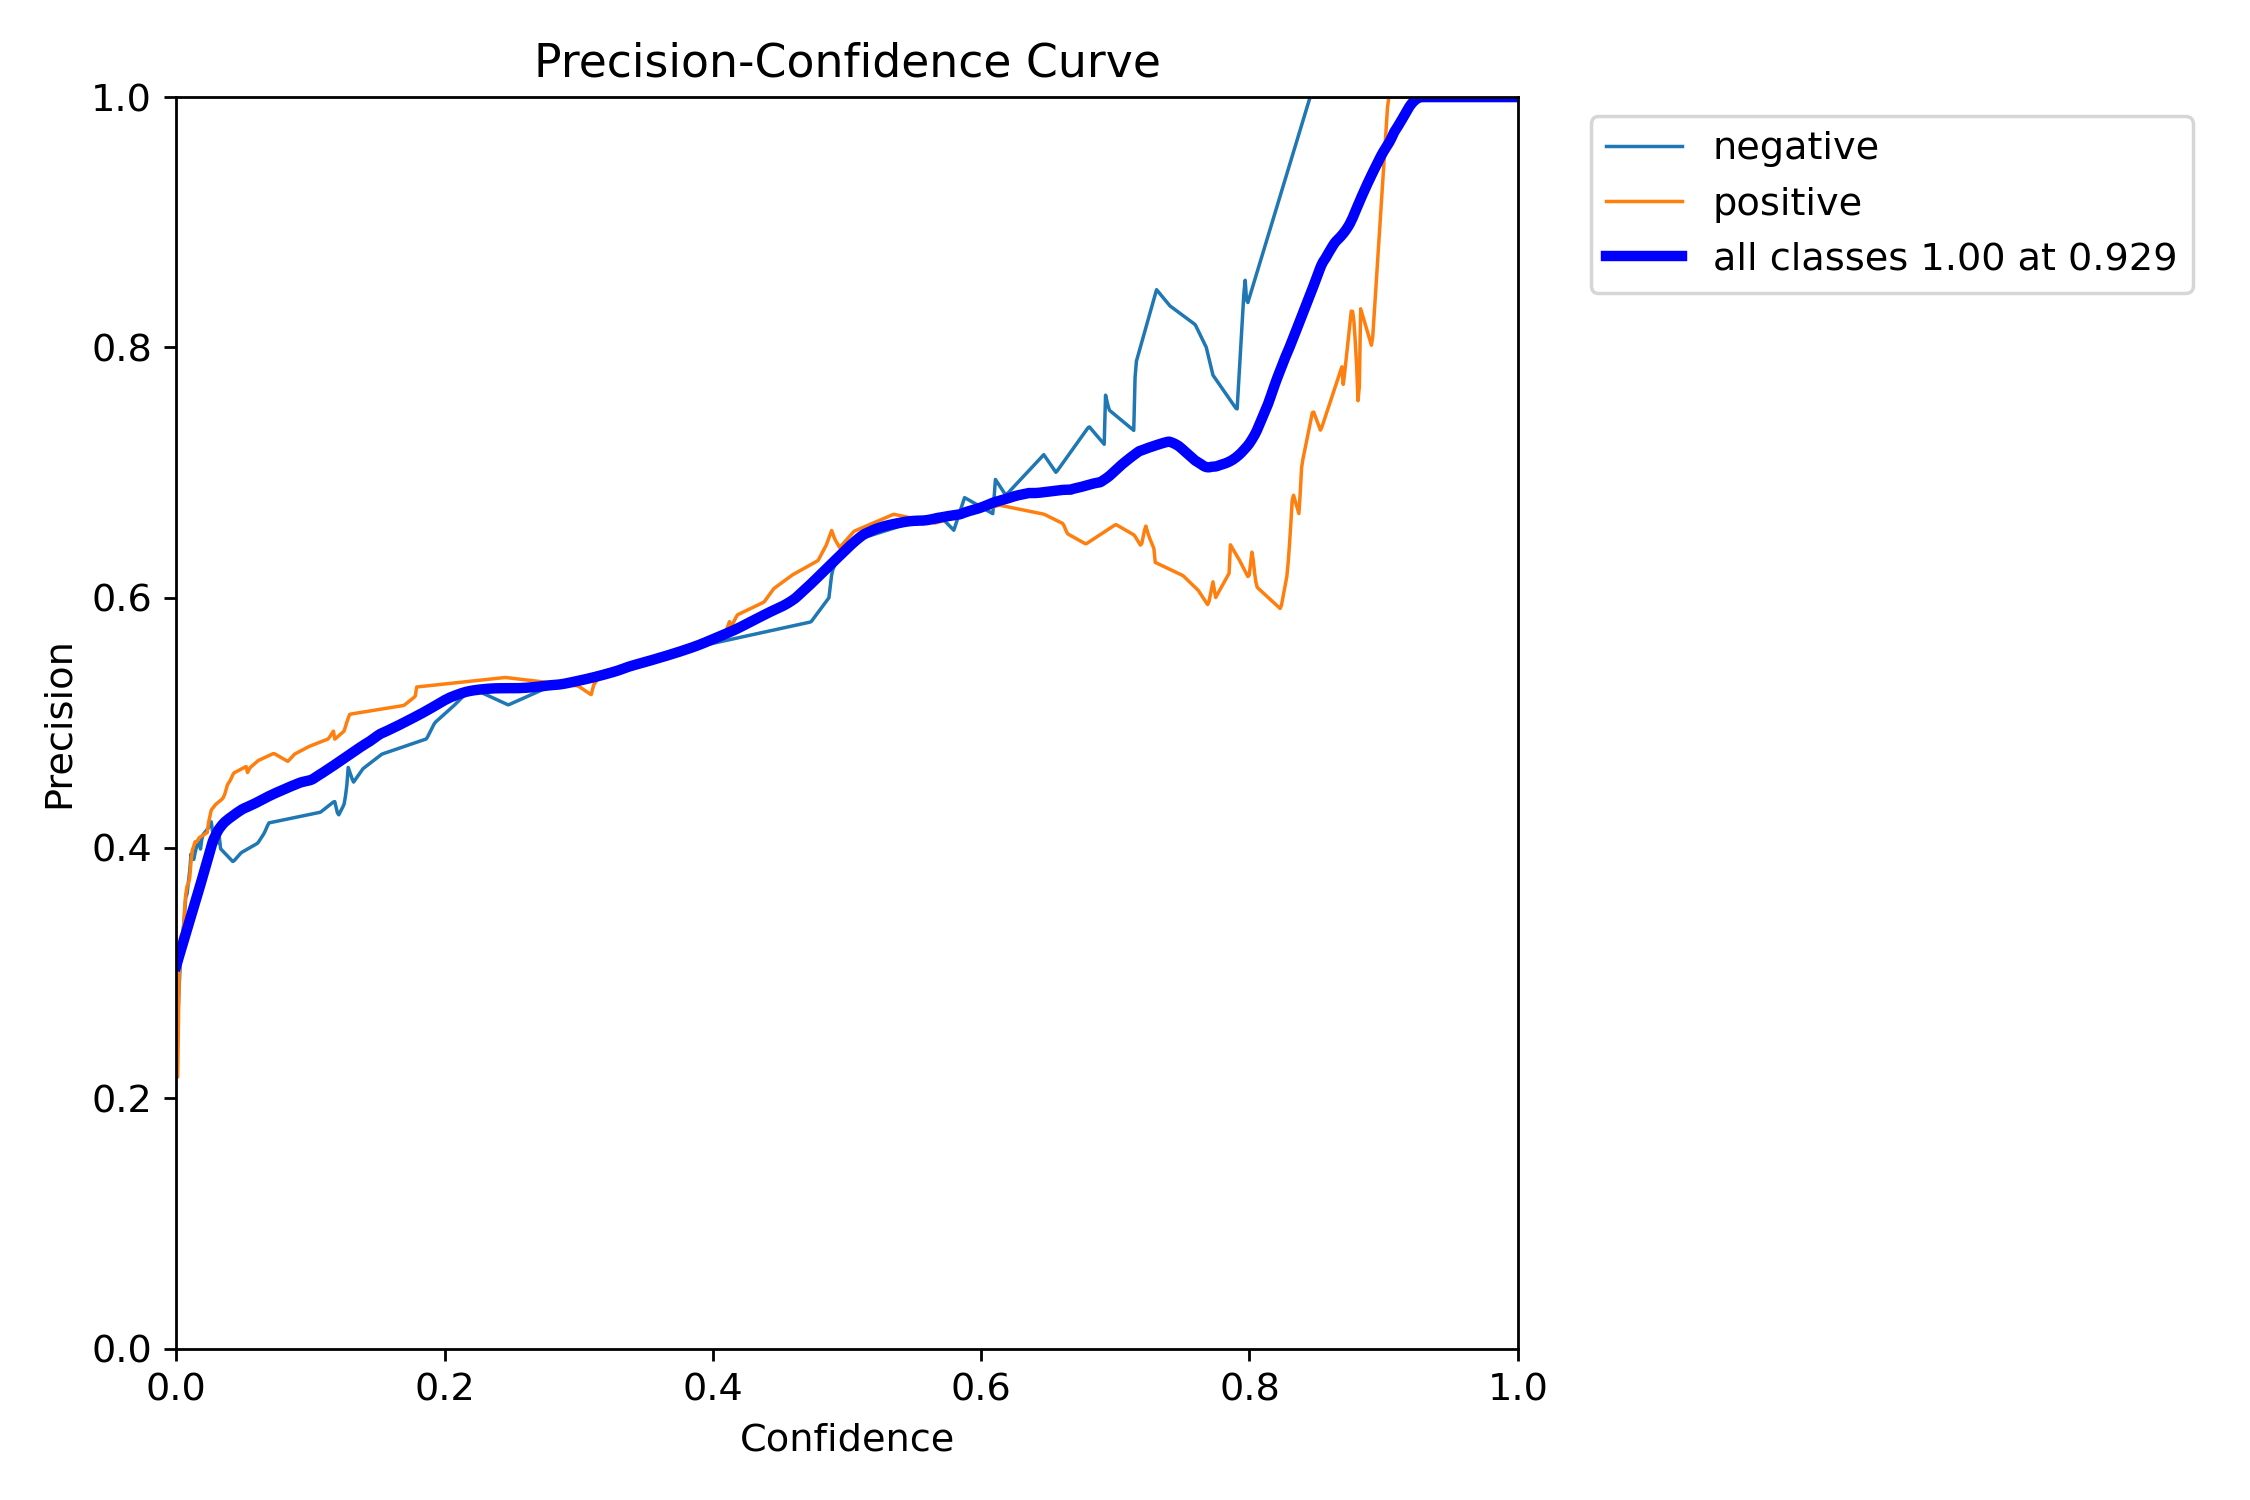 Precision-Confidence Curve
1.0
0.8
0.6
0.4
0.2
0.0
Precision
0.0 0.2 0.4 0.6 0.8 1.0
Confidence
negative
positive
all classes 1.00 at 0.929